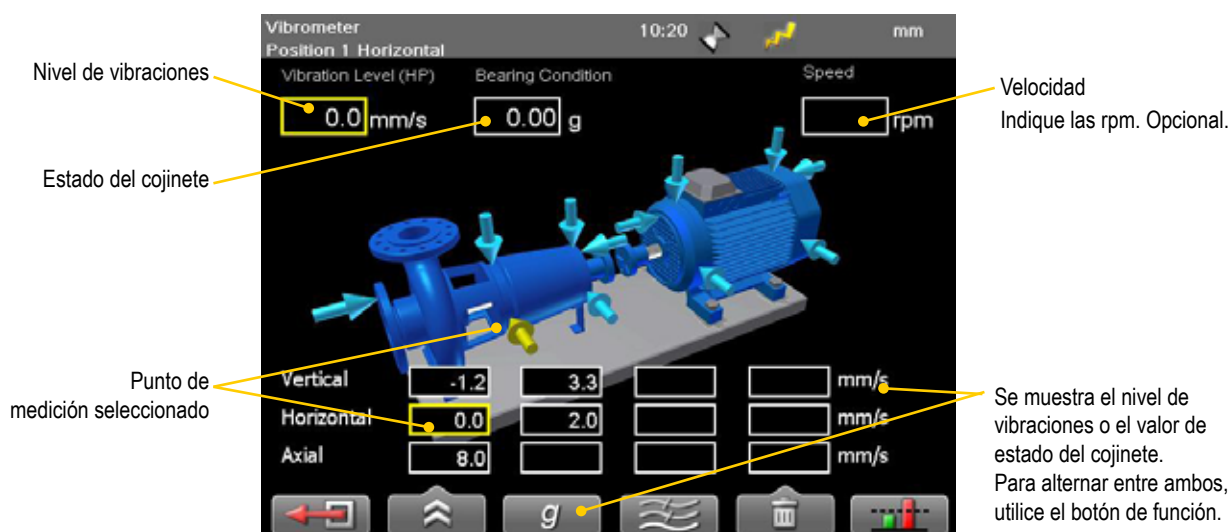 Vibrometer 10:20 mm
Position 1 Horizontal
Vibration Level (HP) Bearing Condition Speed
0.0 mm/s 0.00 g rpm
Nivel de vibraciones
Estado del cojinete
Velocidad
Indique las rpm. Opcional.
Punto de
medición seleccionado
Vertical -1.2 3.3 mm/s
Horizontal 0.0 2.0 mm/s
Axial 8.0 mm/s
g
Se muestra el nivel de
vibraciones o el valor de
estado del cojinete.
Para alternar entre ambos,
utilice el botón de función.